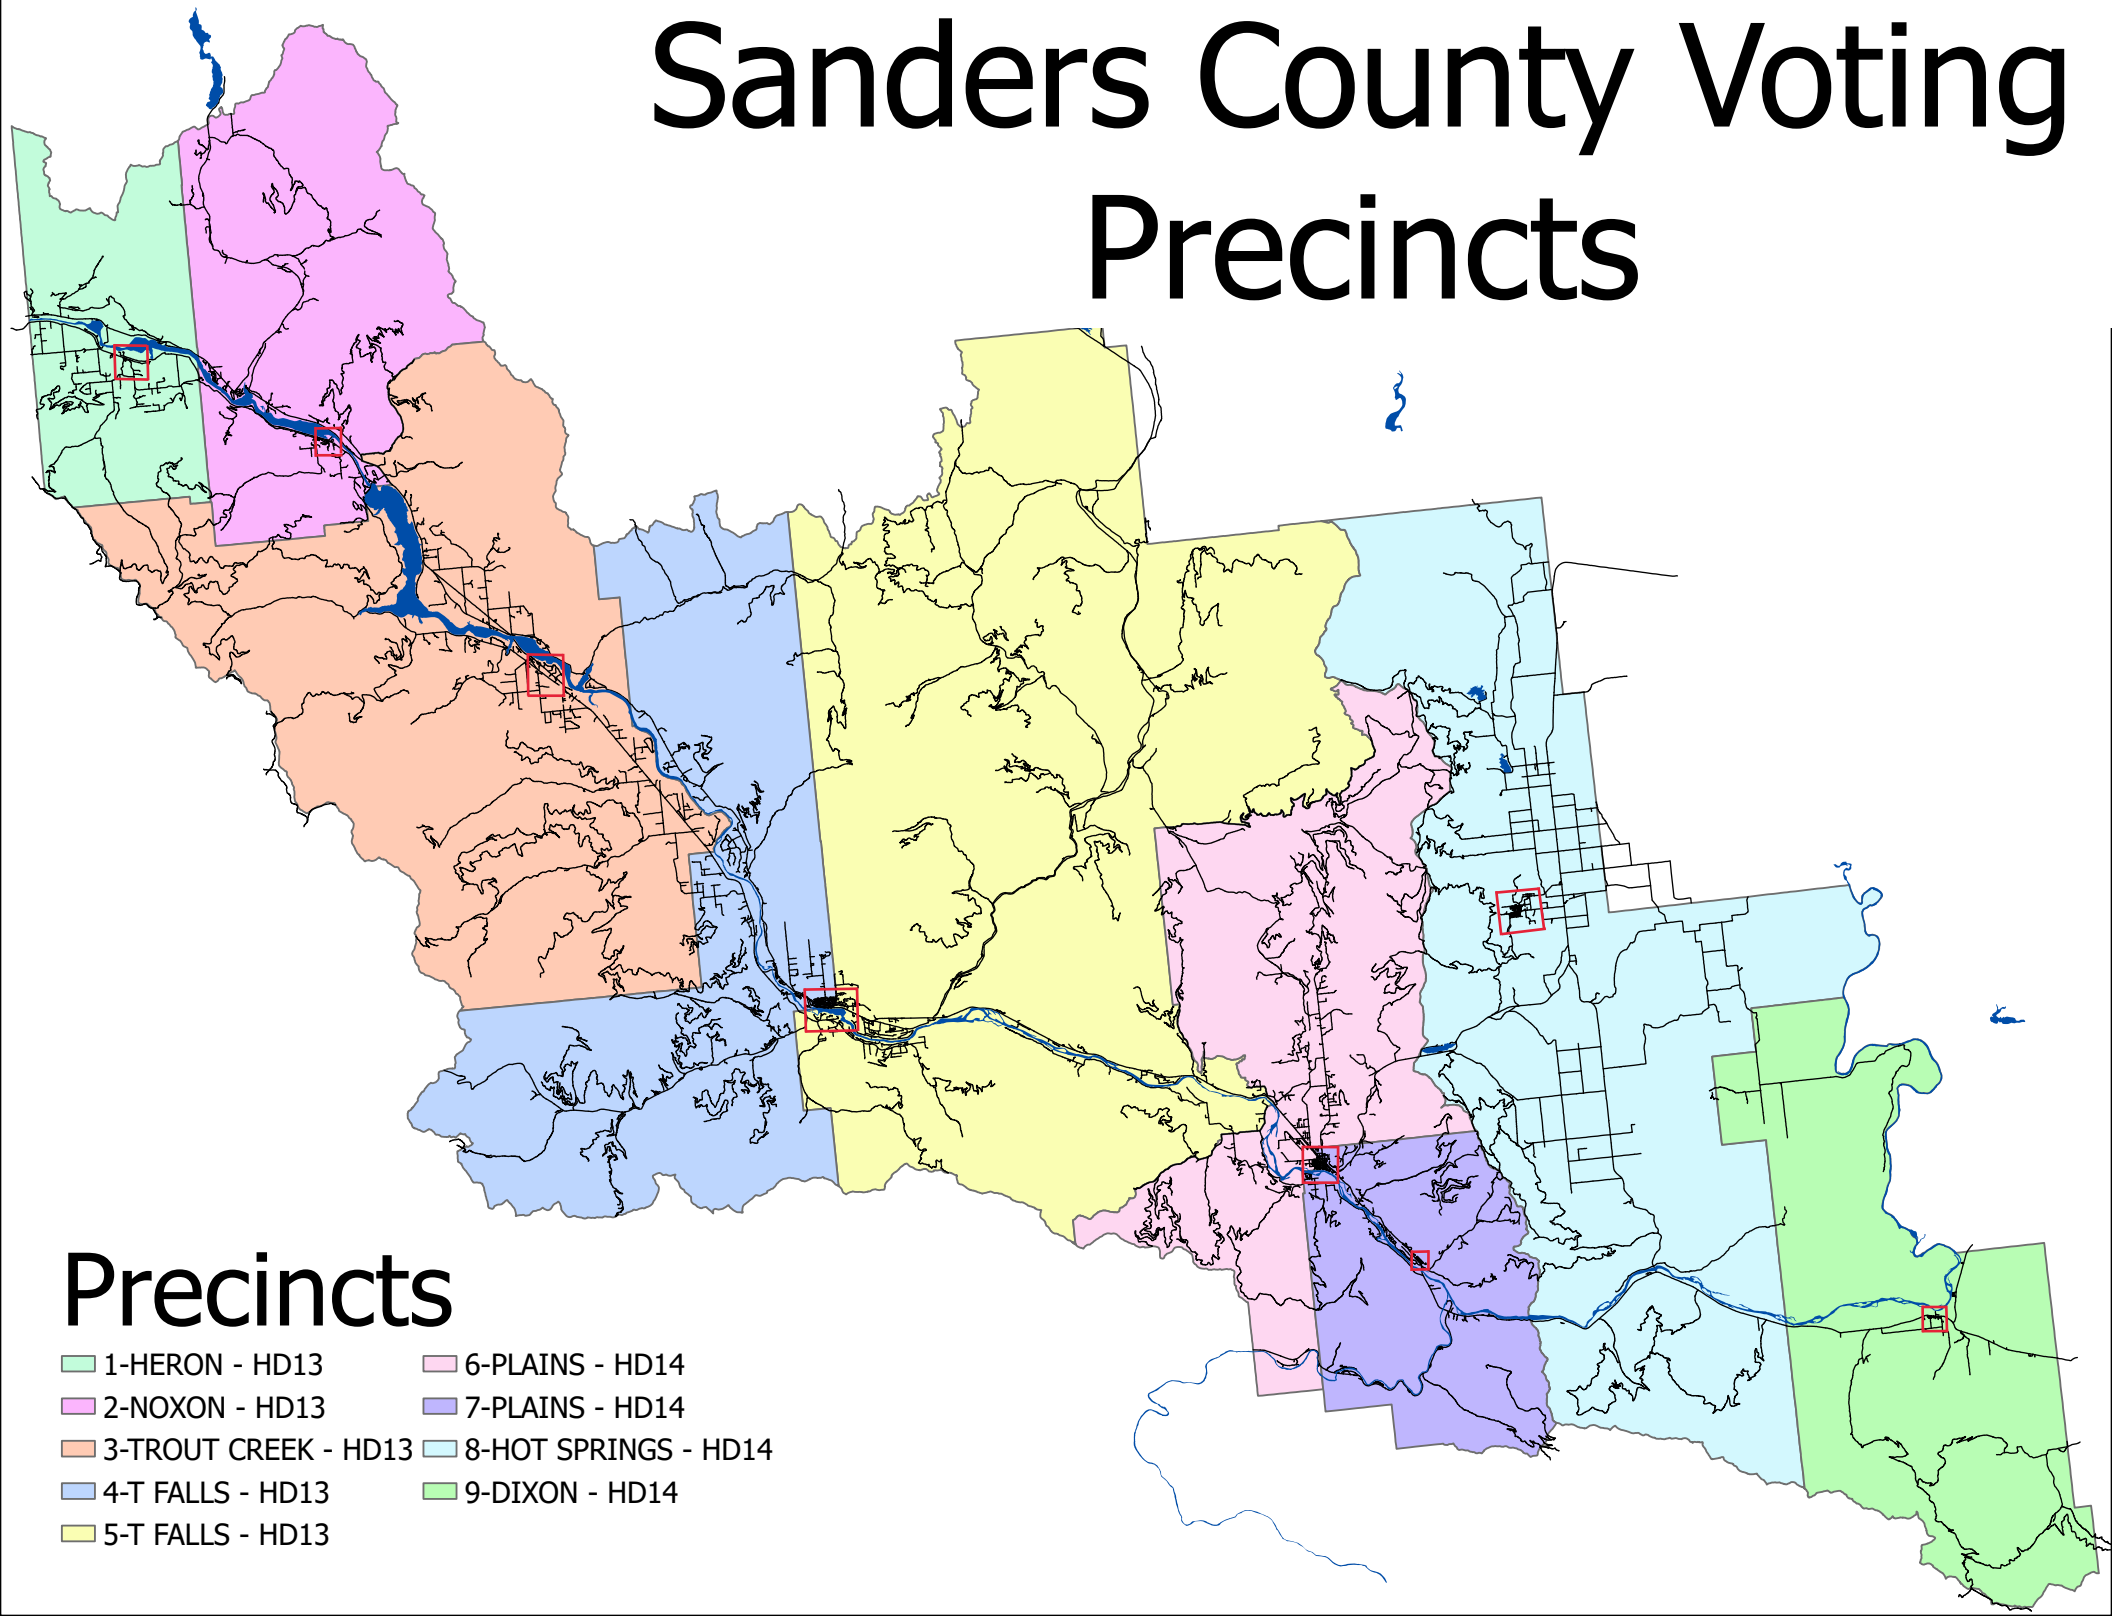 Sanders County Voting
Precincts
Precincts
1-HERON - HD13
2-NOXON - HD13
3-TROUT CREEK - HD13
4-T FALLS - HD13
5-T FALLS - HD13
6-PLAINS - HD14
7-PLAINS - HD14
8-HOT SPRINGS - HD14
9-DIXON - HD14